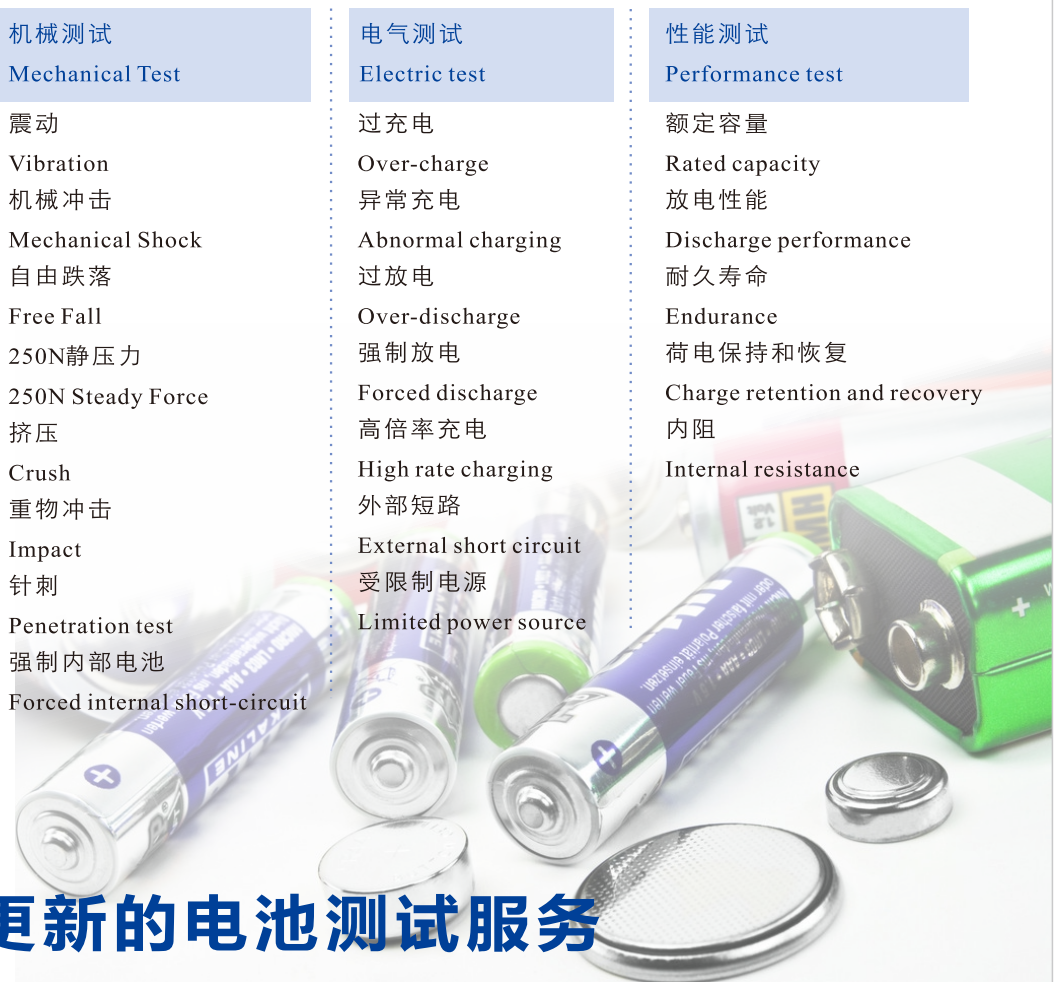 机械测试
Mechanical Test
震动
Vibration
机械冲击
Mechanical Shock
自由跌落
Free Fall
250N静压力
250N Steady Force
挤压
Crush
重物冲击
Impact
针刺
Penetration test
强制内部电池
Forced internal short-circuit
电气测试
Electric test
过充电
Over-charge
异常充电
Abnormal charging
过放电
Over-discharge
强制放电
Forced discharge
高倍率充电
High rate charging
外部短路
External short circuit
受限制电源
Limited power source
性能测试
Performance test
额定容量
Rated capacity
放电性能
Discharge performance
耐久寿命
Endurance
荷电保持和恢复
Charge retention and recovery
内阻
Internal resistance
1.2
Volt
更新的电池测试服务